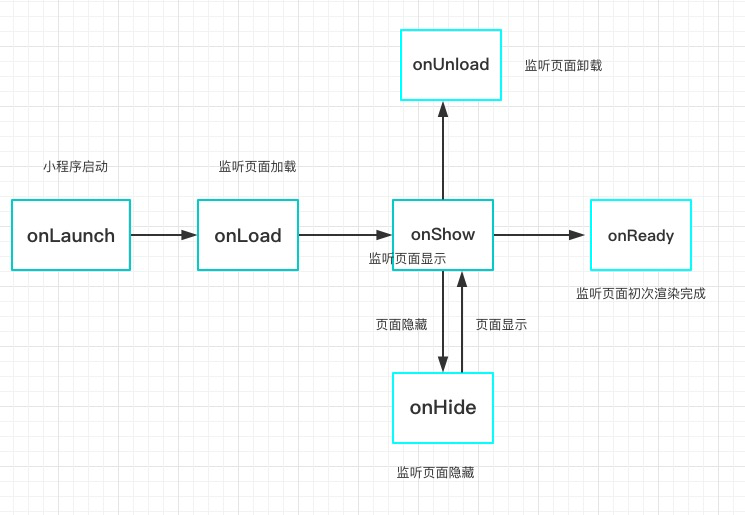 onUnload
监听页面卸载
小程序启动
监听页面加载
onLaunch
onLoad
onShow
监听页面显示
onReady
监听页面初次渲染完成
页面隐藏
页面显示
onHide
监听页面隐藏